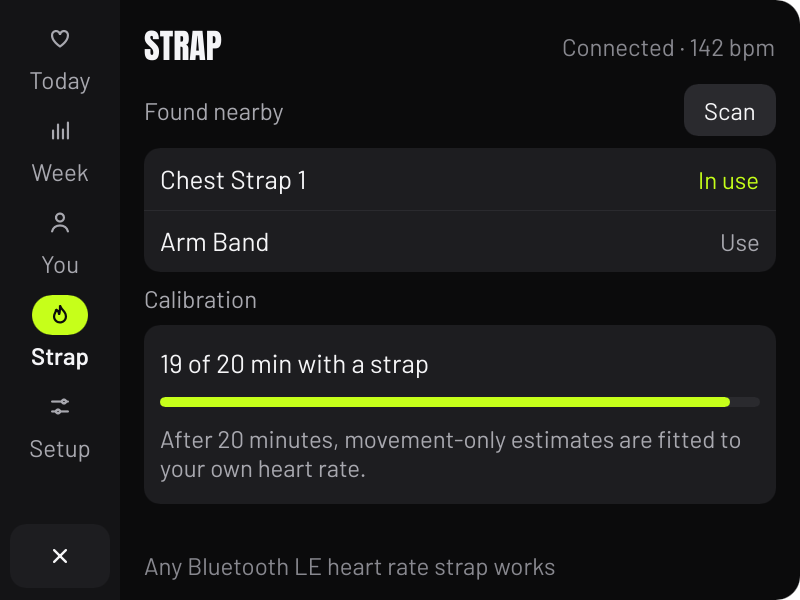 Today
Week
You
Strap
Setup
STRAP
Connected · 142 bpm
Found nearby
Scan
Chest Strap 1
In use
Arm Band
Use
Calibration
19 of 20 min with a strap
After 20 minutes, movement-only estimates are fitted to
your own heart rate.
Any Bluetooth LE heart rate strap works